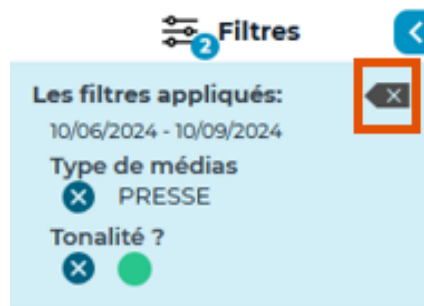 2 Filtres
Les filtres appliqués:
10/06/2024 - 10/09/2024
Type de médias
PRESSE
Tonalité ?